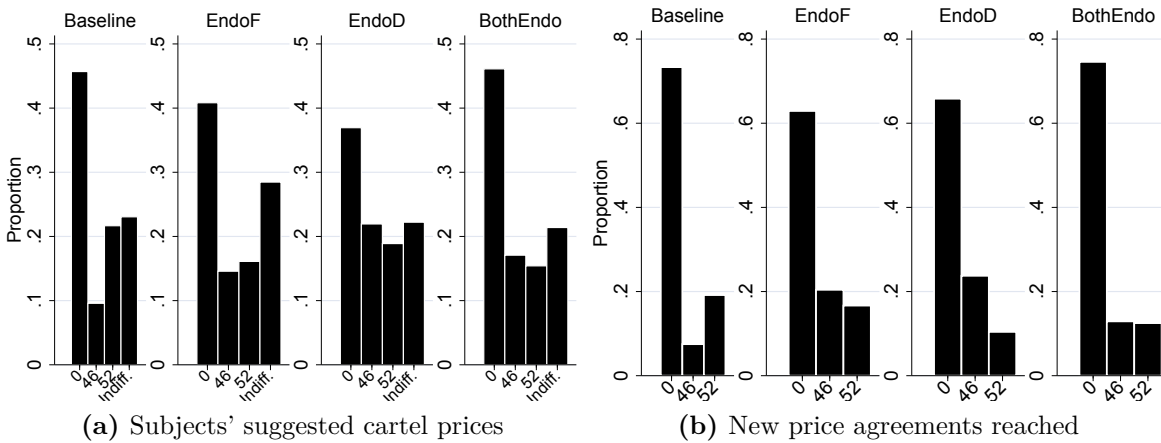 Baseline EndoF EndoD BothEndo
Proportion
0 .1 .2 .3 .4 .5
0 .1 .2 .3 .4 .5
0 .1 .2 .3 .4 .5
0 .1 .2 .3 .4 .5
0 46 52 Indiff. 0 46 52 Indiff. 0 46 52 Indiff. 0 46 52 Indiff.
(a) Subjects' suggested cartel prices
Baseline EndoF EndoD BothEndo
Proportion
0 .2 .4 .6 .8
0 .2 .4 .6 .8
0 .2 .4 .6 .8
0 .2 .4 .6 .8
0 46 52 0 46 52 0 46 52 0 46 52
(b) New price agreements reached